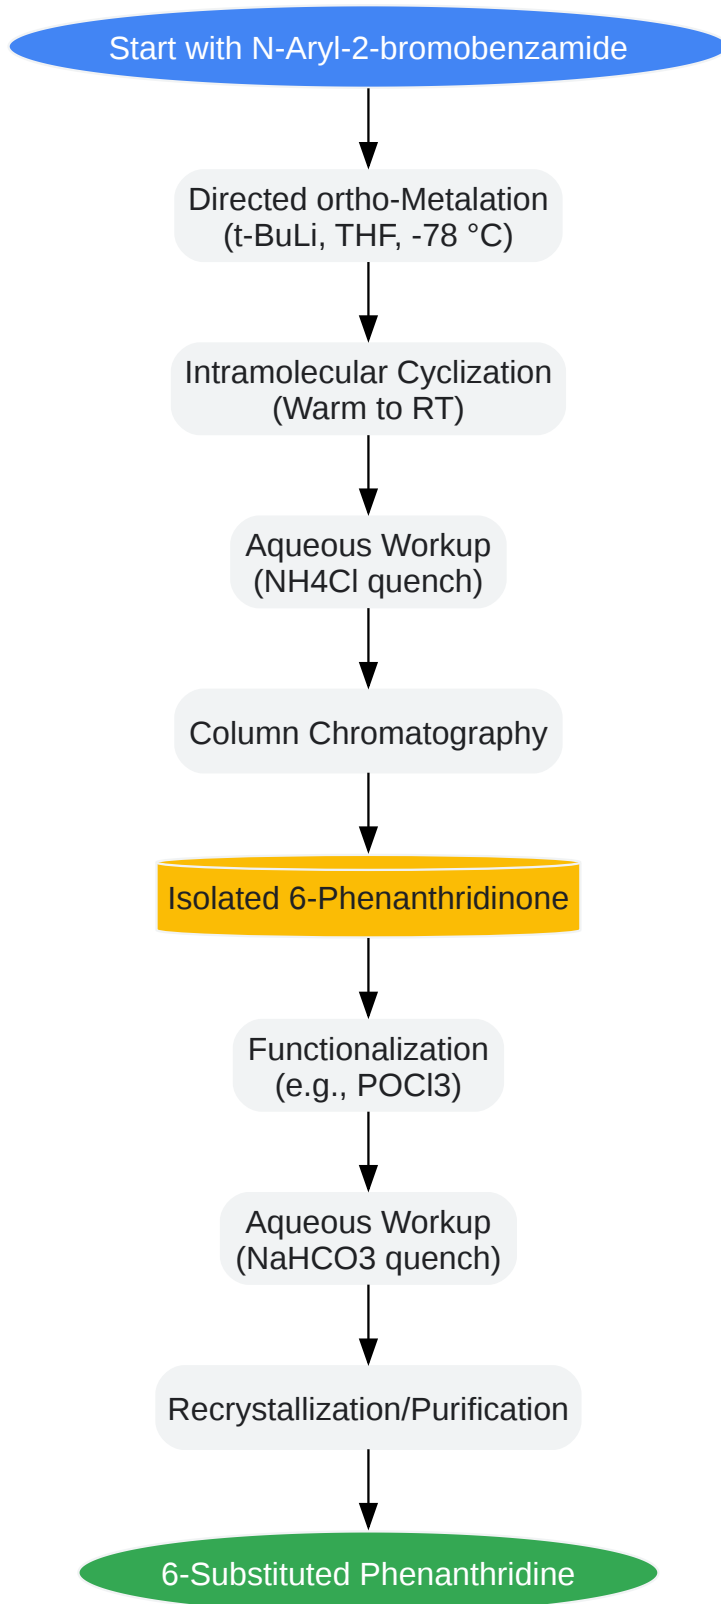 Start with N-Aryl-2-bromobenzamide
Directed ortho-Metalation
(t-BuLi, THF, -78 °C)
Intramolecular Cyclization
(Warm to RT)
Aqueous Workup
(NH4Cl quench)
Column Chromatography
Isolated 6-Phenanthridinone
Functionalization
(e.g., POCl3)
Aqueous Workup
(NaHCO3 quench)
Recrystallization/Purification
6-Substituted Phenanthridine